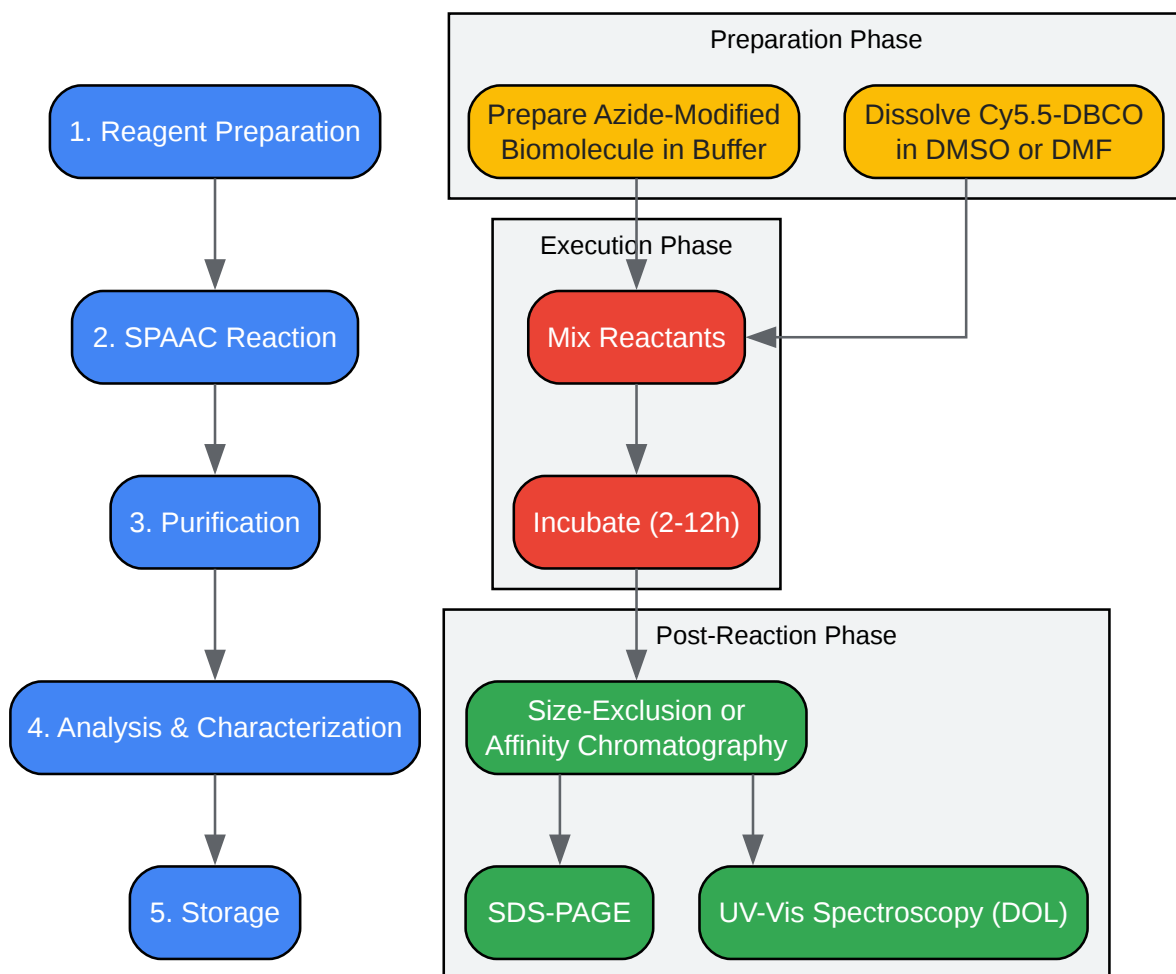 1. Reagent Preparation
2. SPAAC Reaction
3. Purification
4. Analysis & Characterization
5. Storage
Preparation Phase
Prepare Azide-Modified
Biomolecule in Buffer
Dissolve Cy5.5-DBCO
in DMSO or DMF
Execution Phase
Mix Reactants
Incubate (2-12h)
Post-Reaction Phase
Size-Exclusion or
Affinity Chromatography
SDS-PAGE
UV-Vis Spectroscopy (DOL)